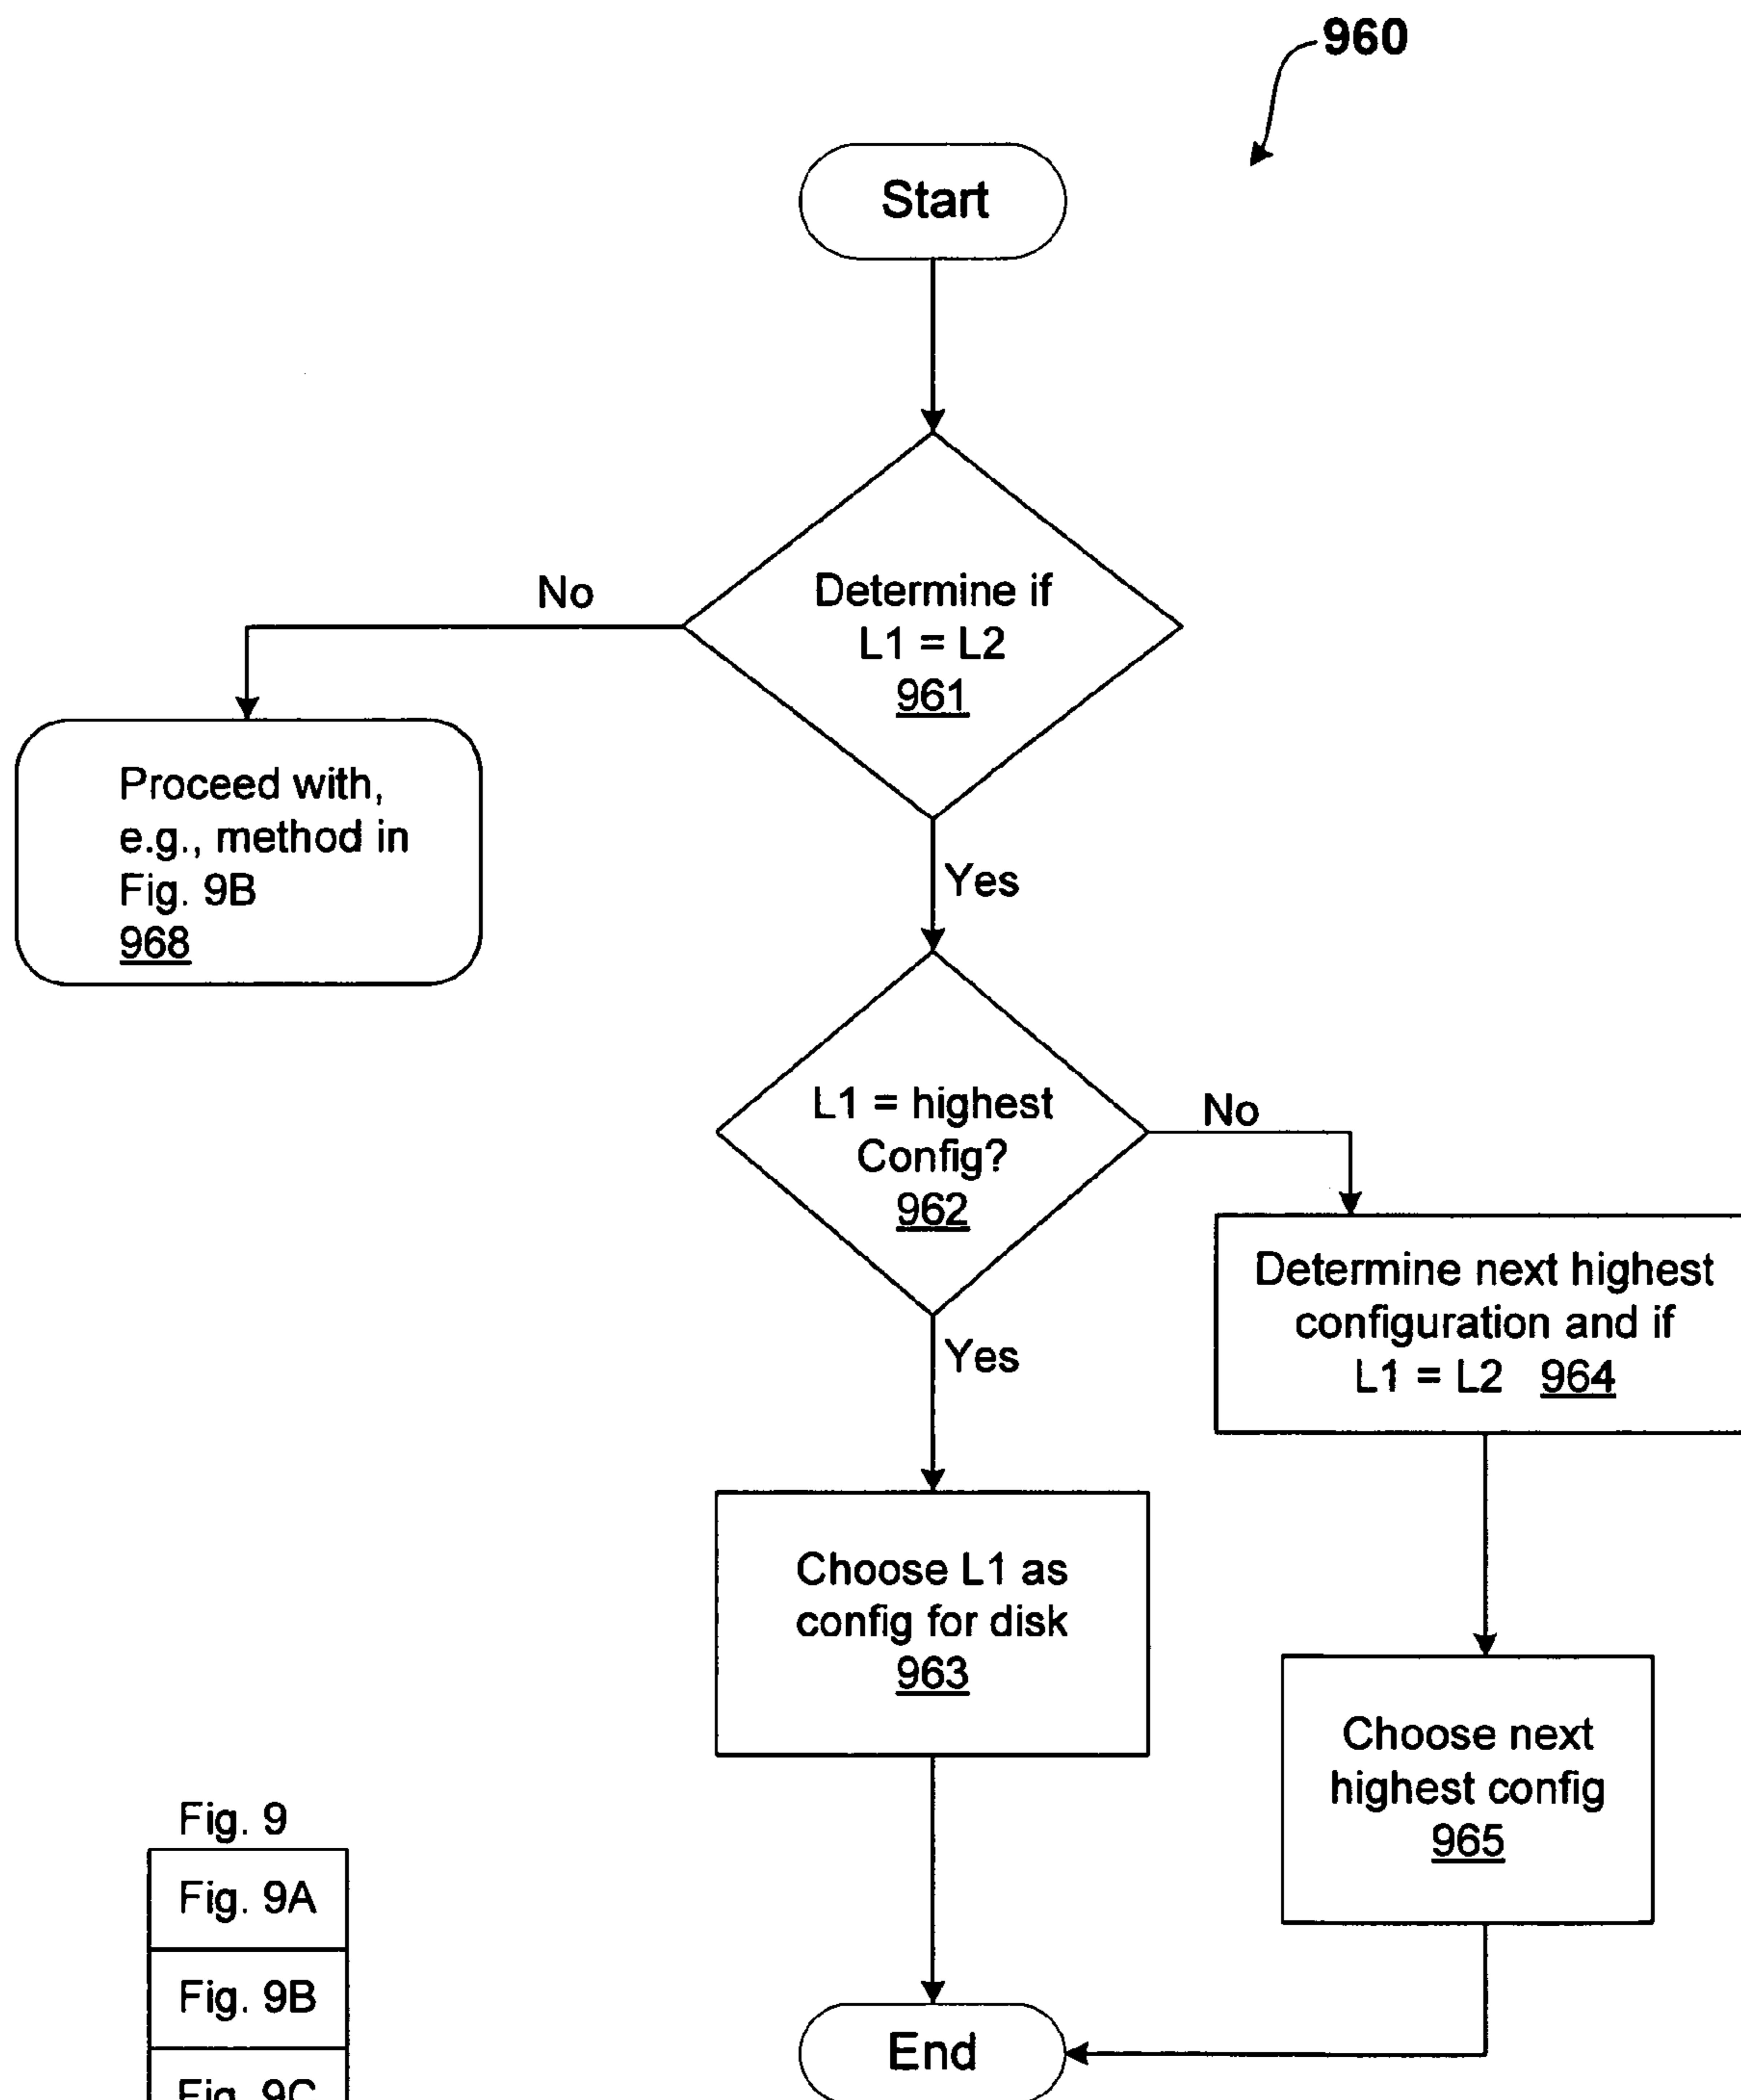 960
Start
Determine if
L1 = L2
961
No
Yes
Proceed with,
e.g., method in
Fig. 9B
968
L1 = highest
Config?
962
No
Yes
Determine next highest
configuration and if
L1 = L2 964
Choose L1 as
config for disk
963
Choose next
highest config
965
End
Fig. 9
Fig. 9A
Fig. 9B
Fig. 9C